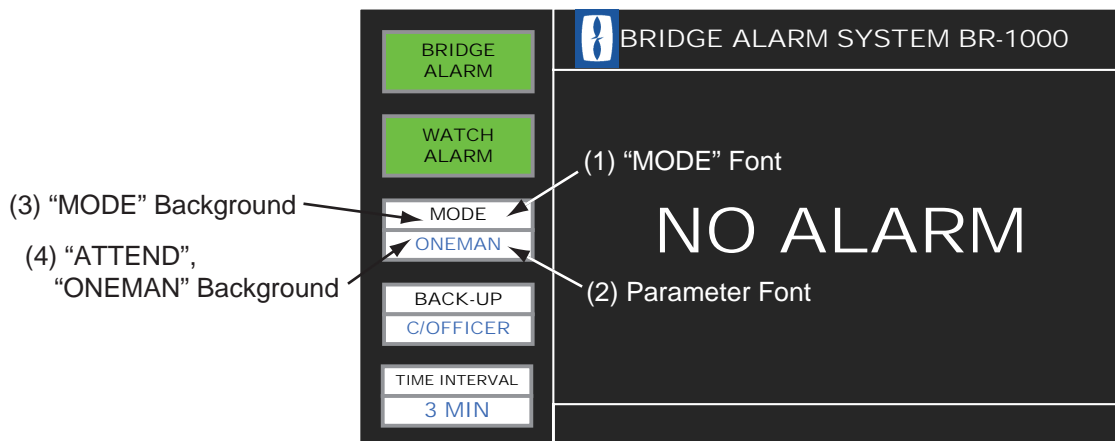 BRIDGE
ALARM
BRIDGE ALARM SYSTEM BR-1000
WATCH
ALARM
(1) “MODE” Font
(3) “MODE” Background
MODE
NO ALARM
(4) “ATTEND”,
“ONEMAN” Background
ONEMAN
(2) Parameter Font
BACK-UP
C/OFFICER
TIME INTERVAL
3 MIN